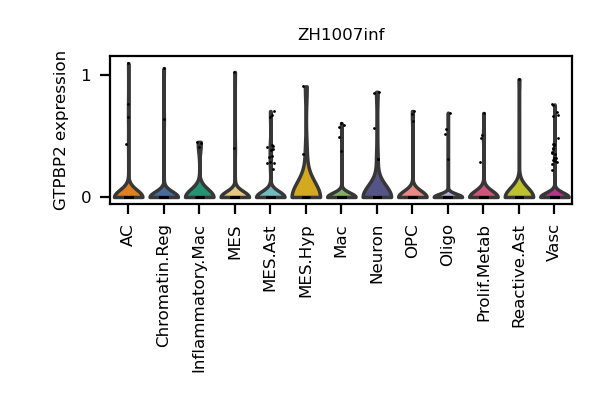 ZH1007inf
GTPBP2 expression
1
0
AC
Chromatin.Reg
Inflammatory.Mac
MES
MES.Ast
MES.Hyp
Mac
Neuron
OPC
Oligo
Prolif.Metab
Reactive.Ast
Vasc